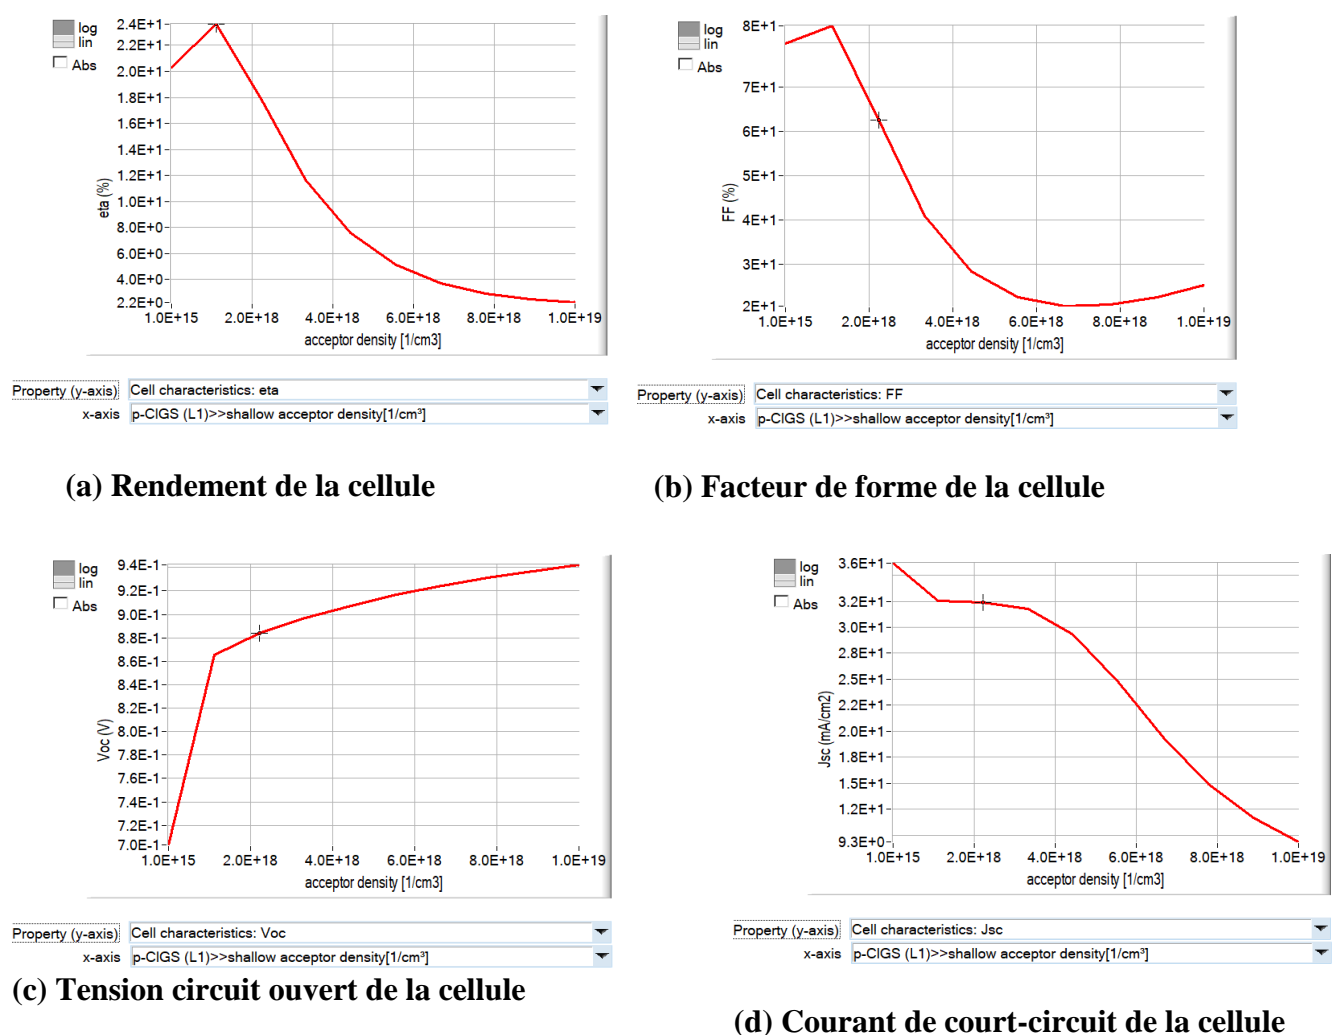 log
lin
Abs
2.4E+1
2.2E+1
2.0E+1
1.8E+1
1.6E+1
1.4E+1
1.2E+1
1.0E+1
8.0E+0
6.0E+0
4.0E+0
2.2E+0
eta (%)
1.0E+15 2.0E+18 4.0E+18 6.0E+18 8.0E+18 1.0E+19
acceptor density [1/cm3]
Property (y-axis) Cell characteristics: eta
x-axis p-CIGS (L1)>>shallow acceptor density[1/cm³]
(a) Rendement de la cellule
log
lin
Abs
8E+1
7E+1
6E+1
5E+1
4E+1
3E+1
2E+1
FF (%)
1.0E+15 2.0E+18 4.0E+18 6.0E+18 8.0E+18 1.0E+19
acceptor density [1/cm3]
Property (y-axis) Cell characteristics: FF
x-axis p-CIGS (L1)>>shallow acceptor density[1/cm³]
(b) Facteur de forme de la cellule
log
lin
Abs
9.4E-1
9.2E-1
9.0E-1
8.8E-1
8.6E-1
8.4E-1
8.2E-1
8.0E-1
7.8E-1
7.6E-1
7.4E-1
7.2E-1
7.0E-1
Voc (V)
1.0E+15 2.0E+18 4.0E+18 6.0E+18 8.0E+18 1.0E+19
acceptor density [1/cm3]
Property (y-axis) Cell characteristics: Voc
x-axis p-CIGS (L1)>>shallow acceptor density[1/cm³]
(c) Tension circuit ouvert de la cellule
log
lin
Abs
3.6E+1
3.2E+1
3.0E+1
2.8E+1
2.5E+1
2.2E+1
2.0E+1
1.8E+1
1.5E+1
1.2E+1
9.3E+0
Jsc (mA/cm2)
1.0E+15 2.0E+18 4.0E+18 6.0E+18 8.0E+18 1.0E+19
acceptor density [1/cm3]
Property (y-axis) Cell characteristics: Jsc
x-axis p-CIGS (L1)>>shallow acceptor density[1/cm³]
(d) Courant de court-circuit de la cellule